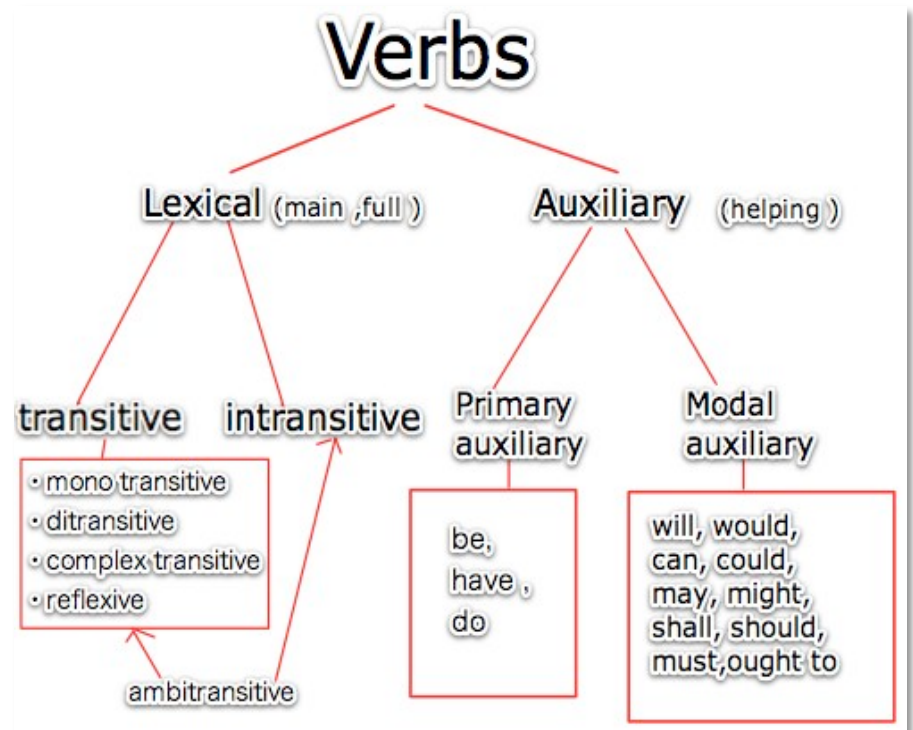 Verbs
Lexical (main ,full )
Auxiliary (helping )
transitive
intransitive
• mono transitive
• ditransitive
• complex transitive
• reflexive
ambitransitive
Primary
auxiliary
be,
have ,
do
Modal
auxiliary
will, would,
can, could,
may, might,
shall, should,
must,ought to